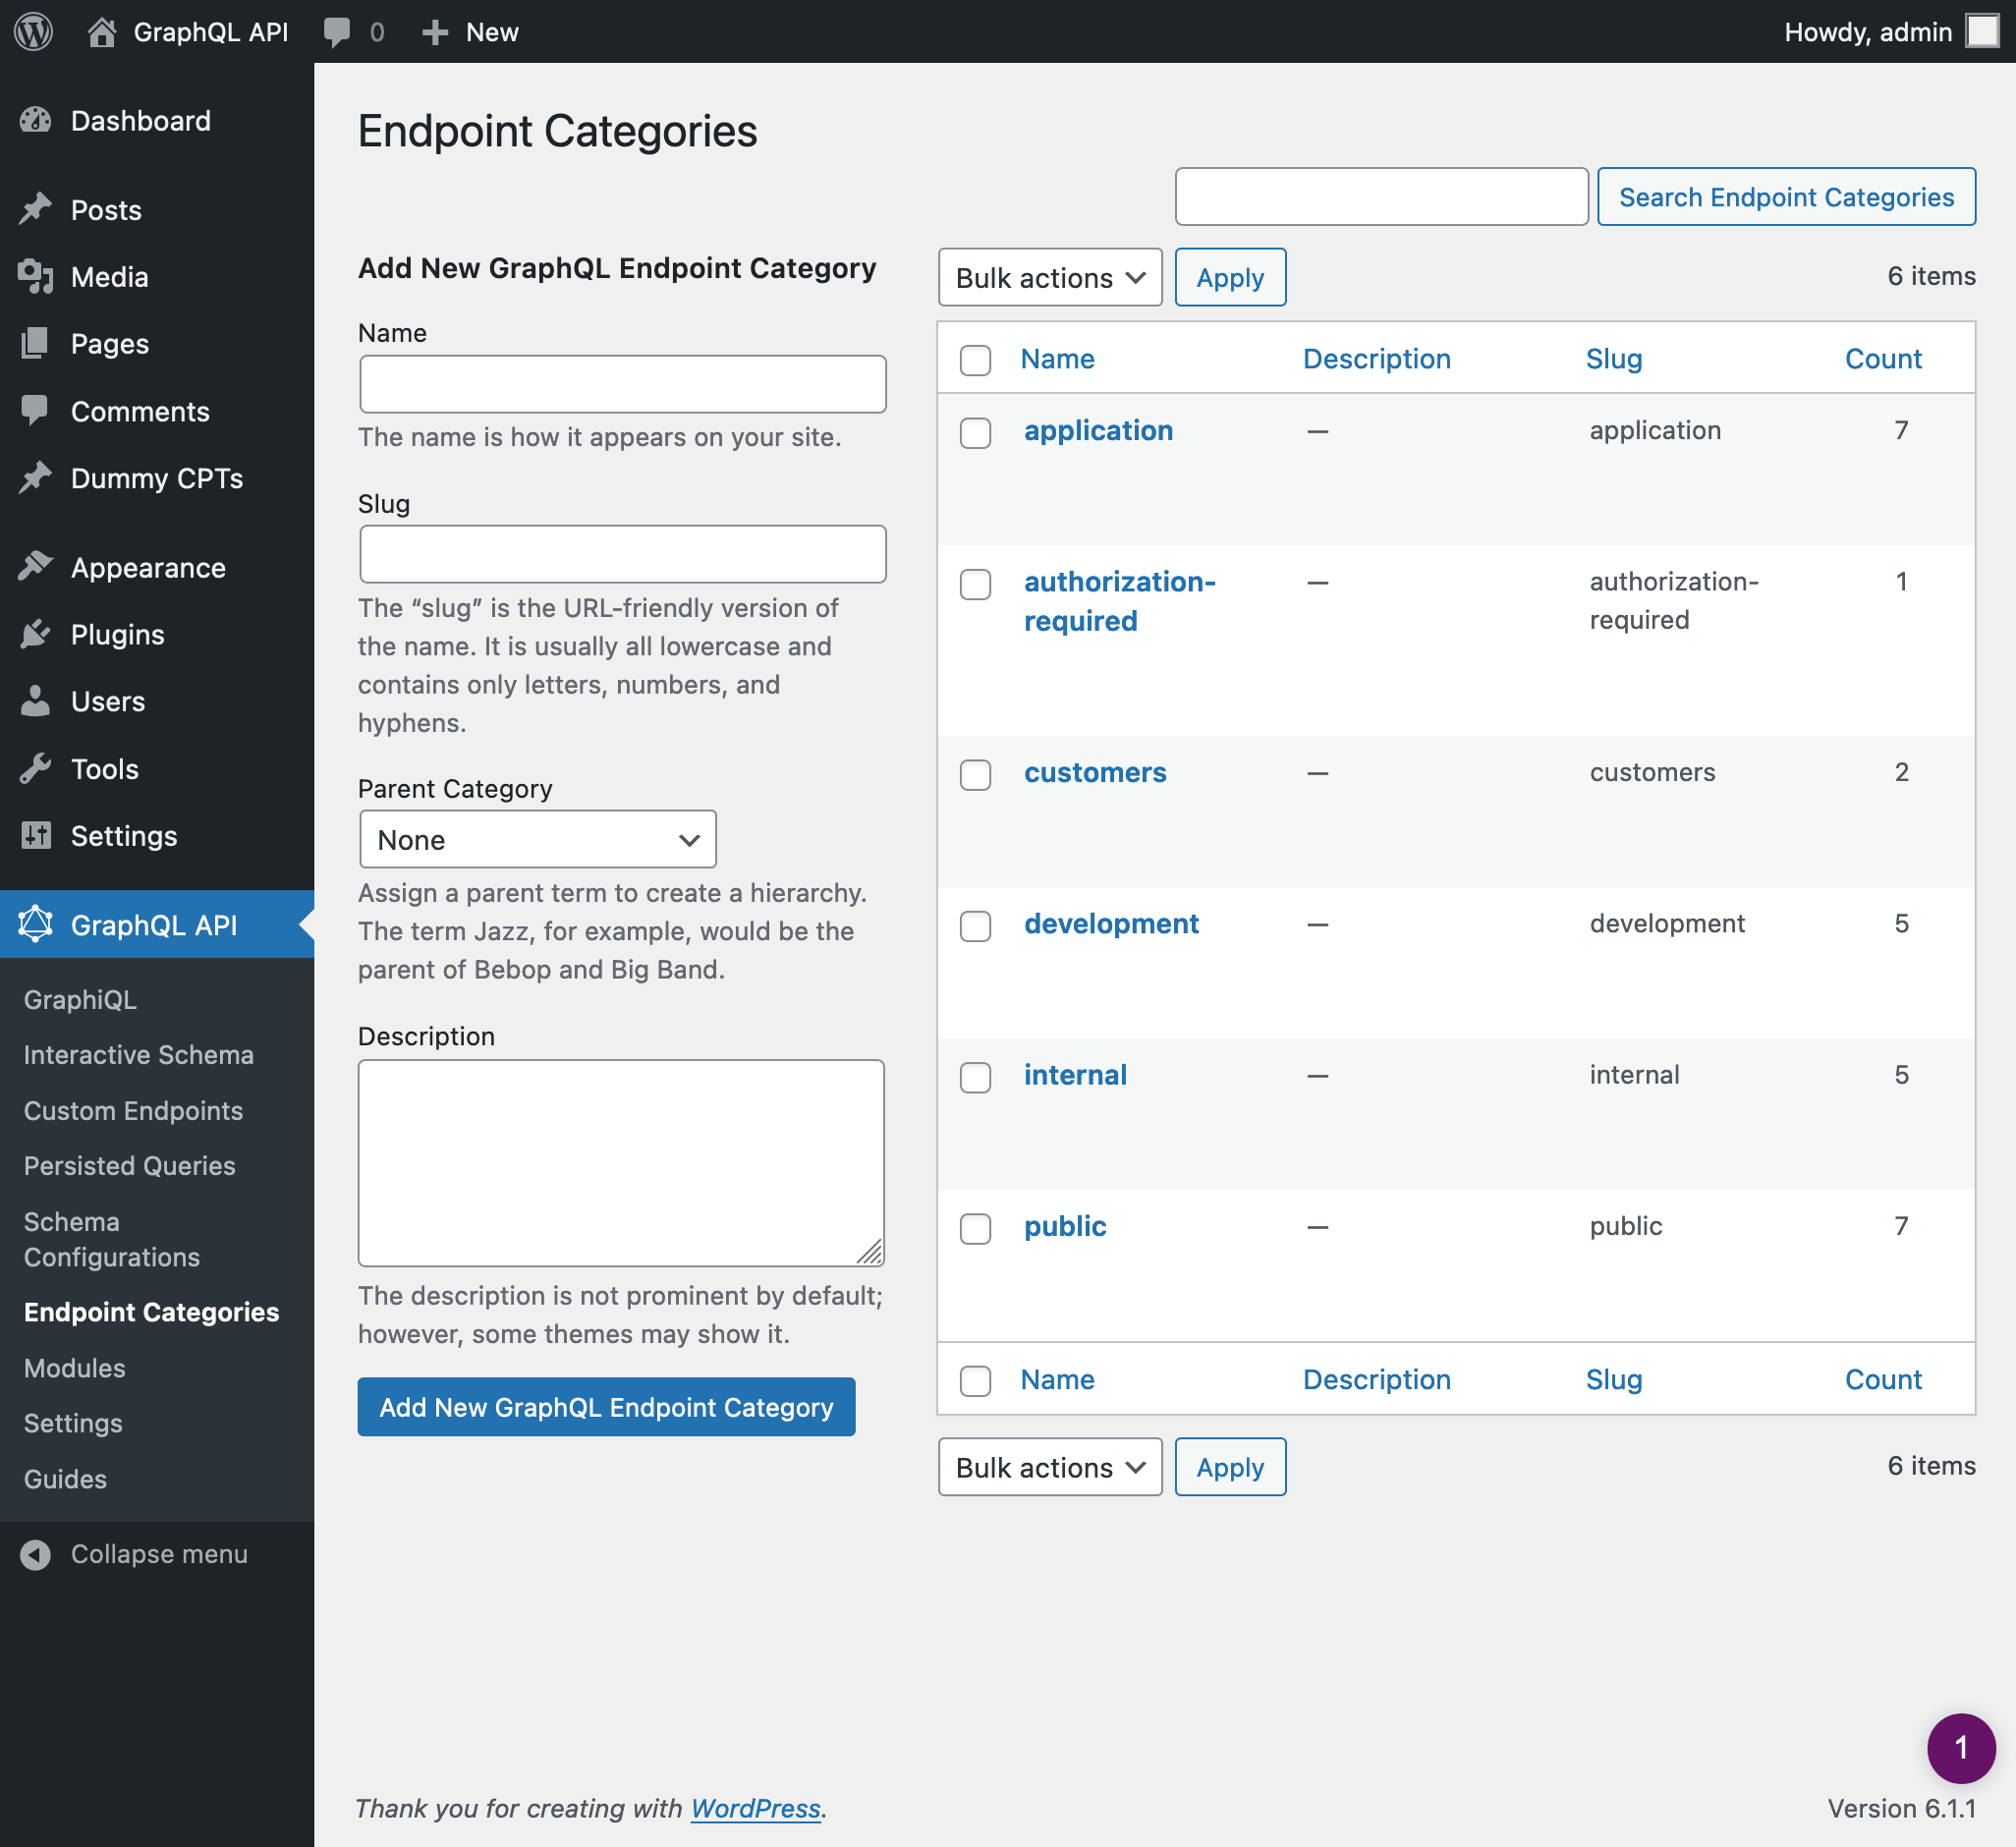 GraphQL API
0
New
Howdy, admin
Dashboard
Posts
Media
Pages
Comments
Dummy CPTs
Appearance
Plugins
Users
Tools
Settings
GraphQL API
GraphiQL
Interactive Schema
Custom Endpoints
Persisted Queries
Schema
Configurations
Endpoint Categories
Modules
Settings
Guides
Collapse menu
Endpoint Categories
Search Endpoint Categories
Add New GraphQL Endpoint Category
Name
The name is how it appears on your site.
Slug
The “slug” is the URL-friendly version of
the name. It is usually all lowercase and
contains only letters, numbers, and
hyphens.
Parent Category
None
Assign a parent term to create a hierarchy.
The term Jazz, for example, would be the
parent of Bebop and Big Band.
Description
The description is not prominent by default;
however, some themes may show it.
Add New GraphQL Endpoint Category
Bulk actions Apply 6 items
Name Description Slug Count
application — application 7
authorization- — authorization- 1
required required
customers — customers 2
development — development 5
internal — internal 5
public — public 7
Name Description Slug Count
Bulk actions Apply 6 items
1
Thank you for creating with WordPress.
Version 6.1.1